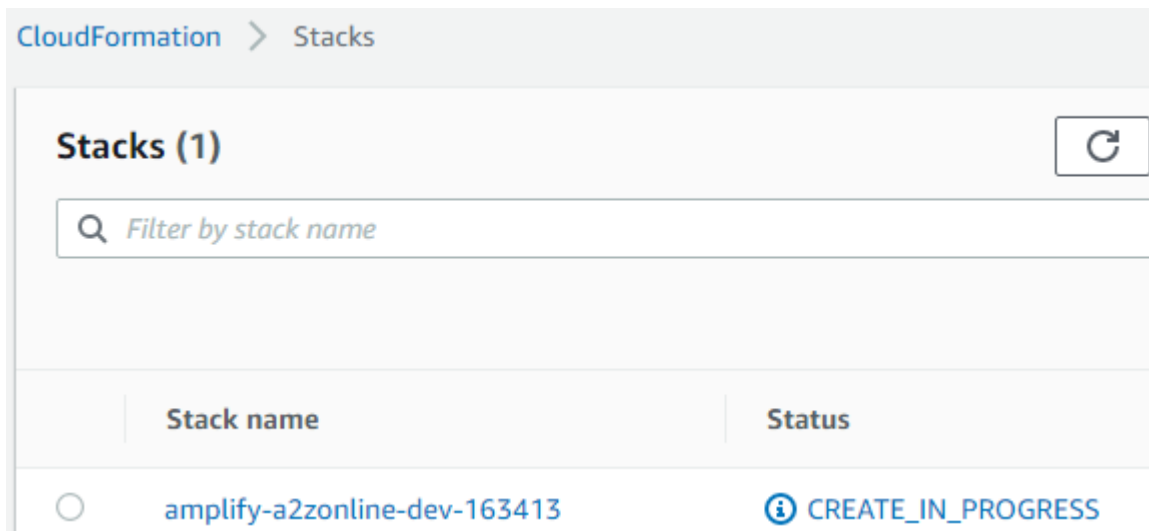 CloudFormation > Stacks
Stacks (1)
Filter by stack name
Stack name Status
amplify-a2zonline-dev-163413 CREATE_IN_PROGRESS